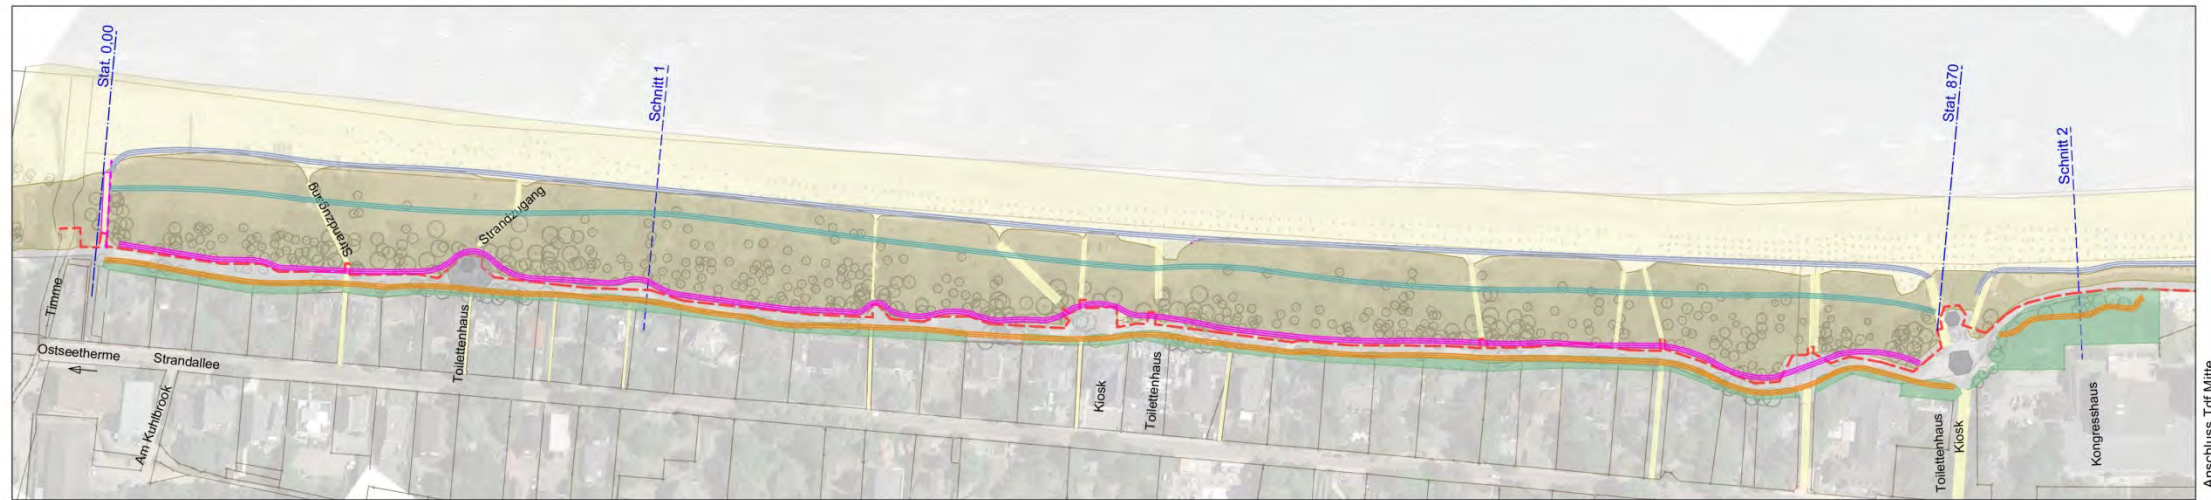 Stat. 0,00
Schnitt 1
Stat. 870
Schnitt 2
Strandzugang
Strandzugang
Timme
Ostseetherme
Strandallee
Am Kuhlbrook
Toilettenhaus
Kiosk
Toilettenhaus
Toilettenhaus
Kiosk
Kongresshaus
Anschluss Tdf Mitte